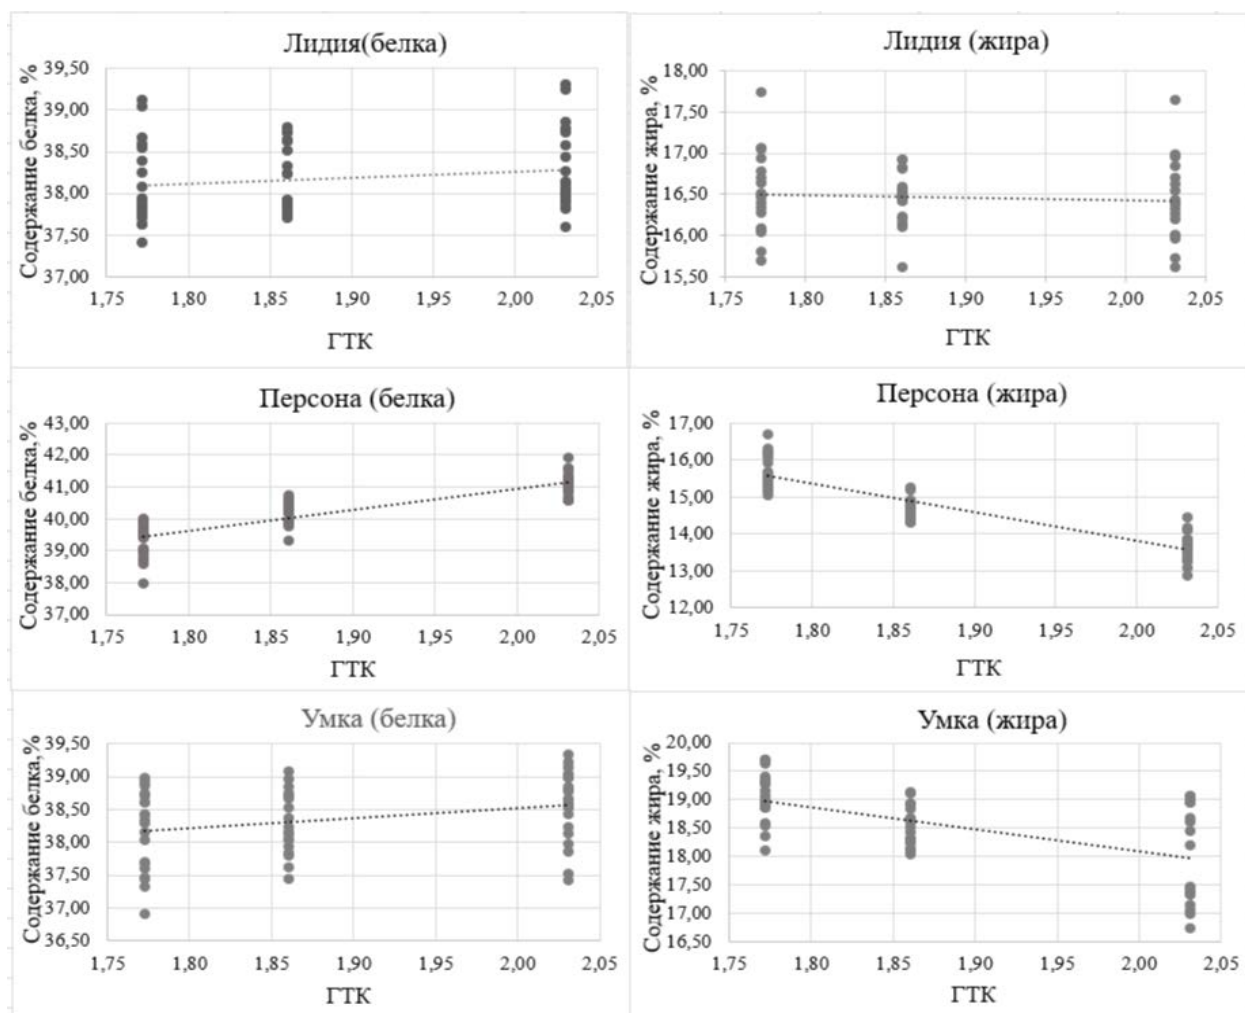 Лидия(белка)
Содержание белка, %
39,50
39,00
38,50
38,00
37,50
37,00
1,75 1,80 1,85 1,90 1,95 2,00 2,05
ГТК
Лидия (жира)
Содержание жира, %
18,00
17,50
17,00
16,50
16,00
15,50
1,75 1,80 1,85 1,90 1,95 2,00 2,05
ГТК
Персона (белка)
Содержание белка,%
43,00
42,00
41,00
40,00
39,00
38,00
37,00
1,75 1,80 1,85 1,90 1,95 2,00 2,05
ГТК
Персона (жира)
Содержание жира, %
17,00
16,00
15,00
14,00
13,00
12,00
1,75 1,80 1,85 1,90 1,95 2,00 2,05
ГТК
Умка (белка)
Содержание белка,%
39,50
39,00
38,50
38,00
37,50
37,00
36,50
1,75 1,80 1,85 1,90 1,95 2,00 2,05
ГТК
Умка (жира)
Содержание жира, %
20,00
19,50
19,00
18,50
18,00
17,50
17,00
16,50
1,75 1,80 1,85 1,90 1,95 2,00 2,05
ГТК